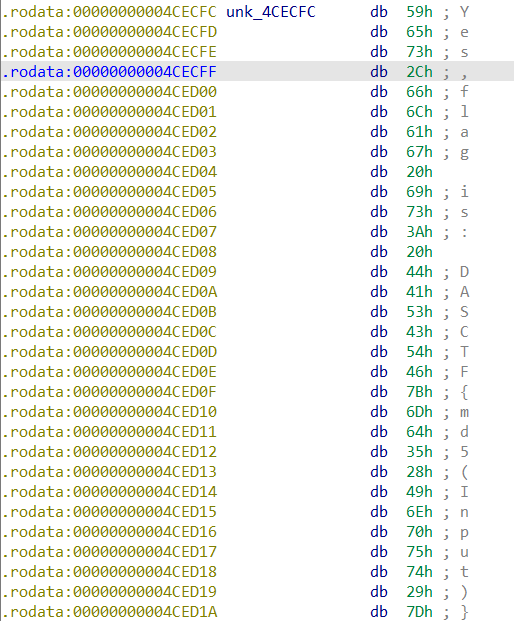 .rodata:00000000004CECFC unk_4CECFC db 59h ; Y
.rodata:00000000004CECFD db 65h ; e
.rodata:00000000004CECFE db 73h ; s
.rodata:00000000004CECFF db 2Ch ; ,
.rodata:00000000004CED00 db 66h ; f
.rodata:00000000004CED01 db 6Ch ; l
.rodata:00000000004CED02 db 61h ; a
.rodata:00000000004CED03 db 67h ; g
.rodata:00000000004CED04 db 20h
.rodata:00000000004CED05 db 69h ; i
.rodata:00000000004CED06 db 73h ; s
.rodata:00000000004CED07 db 3Ah ; :
.rodata:00000000004CED08 db 20h
.rodata:00000000004CED09 db 44h ; D
.rodata:00000000004CED0A db 41h ; A
.rodata:00000000004CED0B db 53h ; S
.rodata:00000000004CED0C db 43h ; C
.rodata:00000000004CED0D db 54h ; T
.rodata:00000000004CED0E db 46h ; F
.rodata:00000000004CED0F db 7Bh ; {
.rodata:00000000004CED10 db 6Dh ; m
.rodata:00000000004CED11 db 64h ; d
.rodata:00000000004CED12 db 35h ; 5
.rodata:00000000004CED13 db 28h ; (
.rodata:00000000004CED14 db 49h ; I
.rodata:00000000004CED15 db 6Eh ; n
.rodata:00000000004CED16 db 70h ; p
.rodata:00000000004CED17 db 75h ; u
.rodata:00000000004CED18 db 74h ; t
.rodata:00000000004CED19 db 29h ; )
.rodata:00000000004CED1A db 7Dh ; }